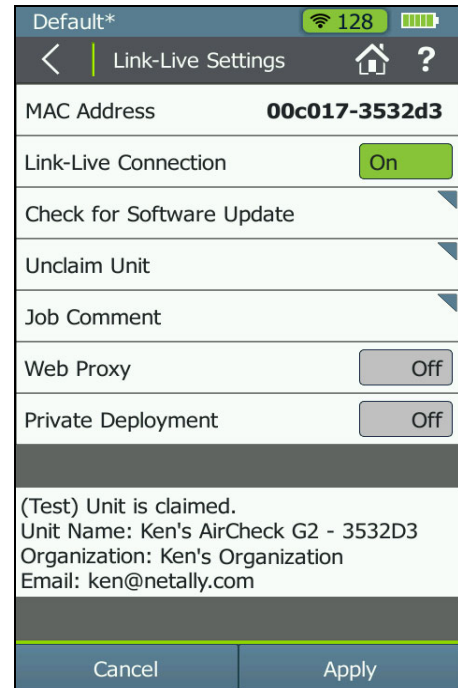 Default* 128
Link-Live Settings ?
MAC Address 00c017-3532d3
Link-Live Connection On
Check for Software Update
Unclaim Unit
Job Comment
Web Proxy Off
Private Deployment Off
(Test) Unit is claimed.
Unit Name: Ken's AirCheck G2 - 3532D3
Organization: Ken's Organization
Email: ken@netally.com
Cancel Apply